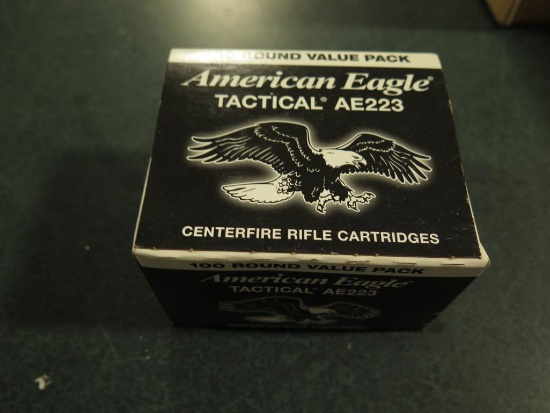 ROUND VALUE PACK
American Eagle®
TACTICAL® AE223
CENTERFIRE RIFLE CARTRIDGES
100 ROUND VALUE PACK
American Eagle®
TACTICAL® AE223